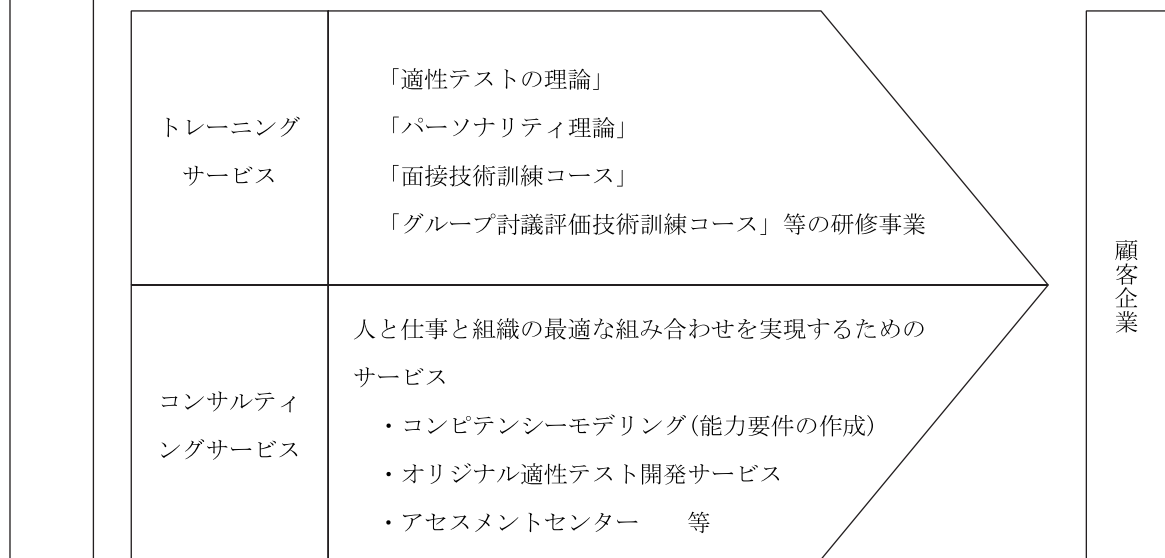 トレーニング
サービス
「適性テストの理論」
「パーソナリティ理論」
「面接技術訓練コース」
「グループ討議評価技術訓練コース」等の研修事業
コンサルティ
ングサービス
人と仕事と組織の最適な組み合わせを実現するための
サービス
・コンピテンシーモデリング(能力要件の作成)
・オリジナル適性テスト開発サービス
・アセスメントセンター　　等
顧客企業